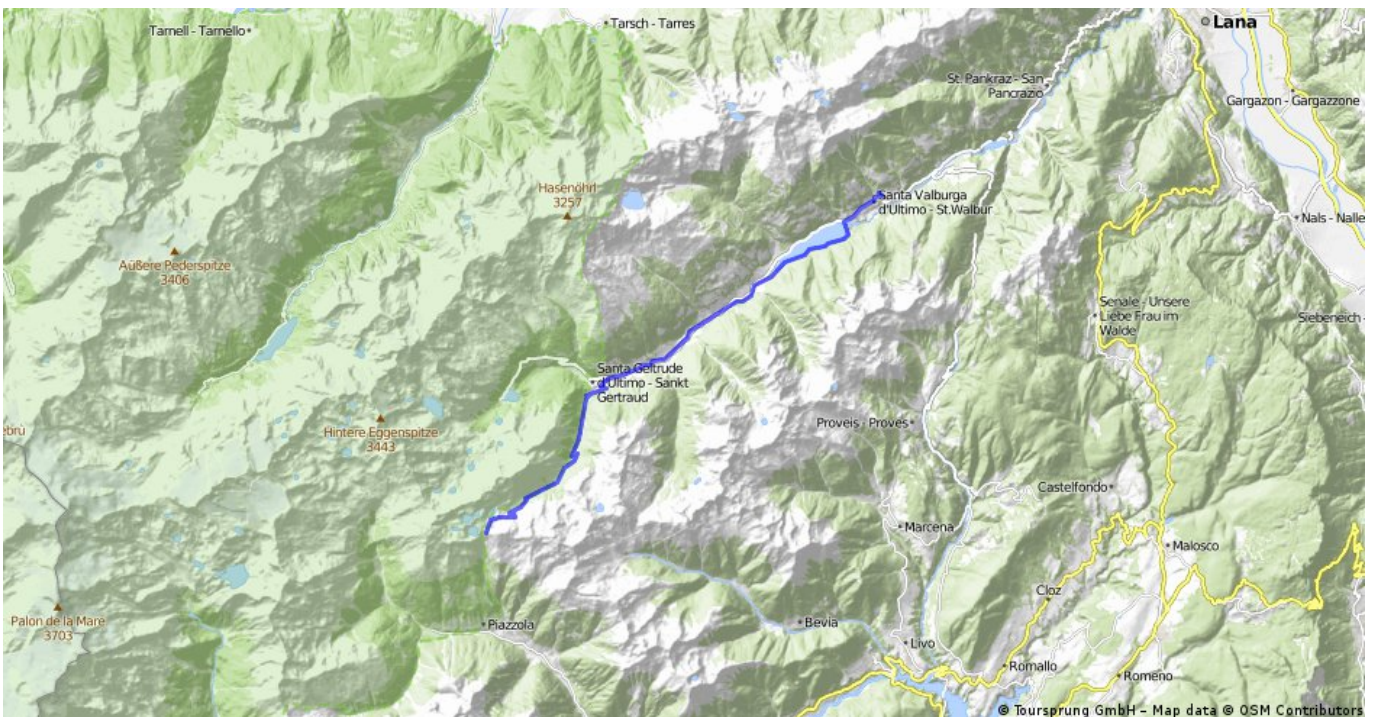 Tarnell - Tarnello
Tarsch - Tarres
Lana
St. Pankraz - San
Pancrazio
Gargazon - Gargazzone
Hasenöhrl
3257
Santa Valburga
d'Ultimo - St.Walbur
Nals - Nalle
Äußere Pederspitze
3406
Senale - Unsere
Liebe Frau im
Walde
Siebeneich -
Santa Geltrude
d'Ultimo - Sankt
Gertraud
Hintere Eggenspitze
3443
ebru
Proveis - Proves
Castelfondo
Marcena
Malosco
Cloz
Palon de la Mare
3703
Piazzola
Bevia
Livo
Romallo
Romeno
© Toursprung GmbH – Map data © OSM Contributors